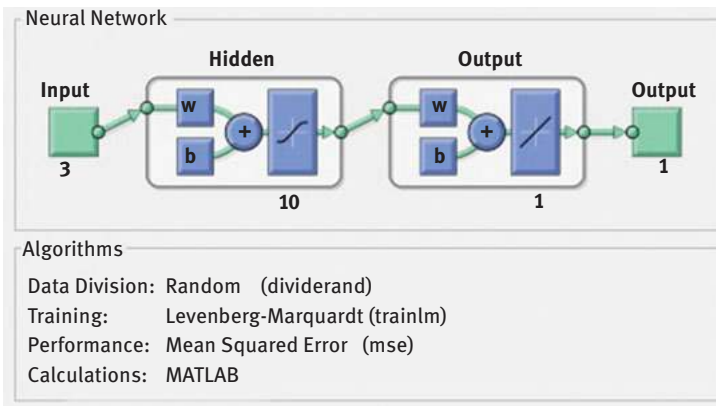 Neural Network
Hidden
Output
Input
Output
w
b
+
w
b
+
3
10
1
1
Algorithms
Data Division: Random (dividerand)
Training: Levenberg-Marquardt (trainlm)
Performance: Mean Squared Error (mse)
Calculations: MATLAB